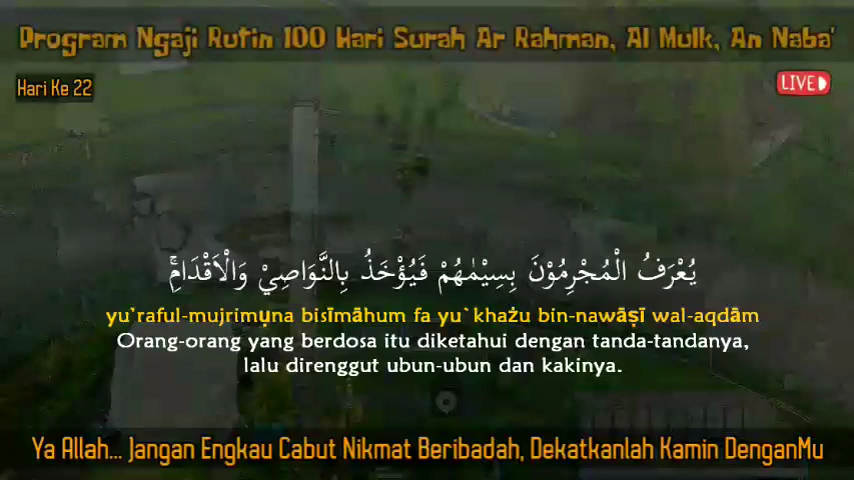 Program Ngaji Rutin 100 Hari Surah Ar Rahman, Al Mulk, An Naba'
Hari Ke 22
LIVE
يُعْرَفُ الْمُجْرِمُوْنَ بِسِيْمٰهُمْ فَيُؤْخَذُ بِالنَّوَاصِيْ وَالْاَقْدَامِۚ
yu’raful-mujrimụna bisīmāhum fa yu`khażu bin-nawāṣī wal-aqdām
Orang-orang yang berdosa itu diketahui dengan tanda-tandanya,
lalu direnggut ubun-ubun dan kakinya.
Ya Allah... Jangan Engkau Cabut Nikmat Beribadah, Dekatkanlah Kamin DenganMu